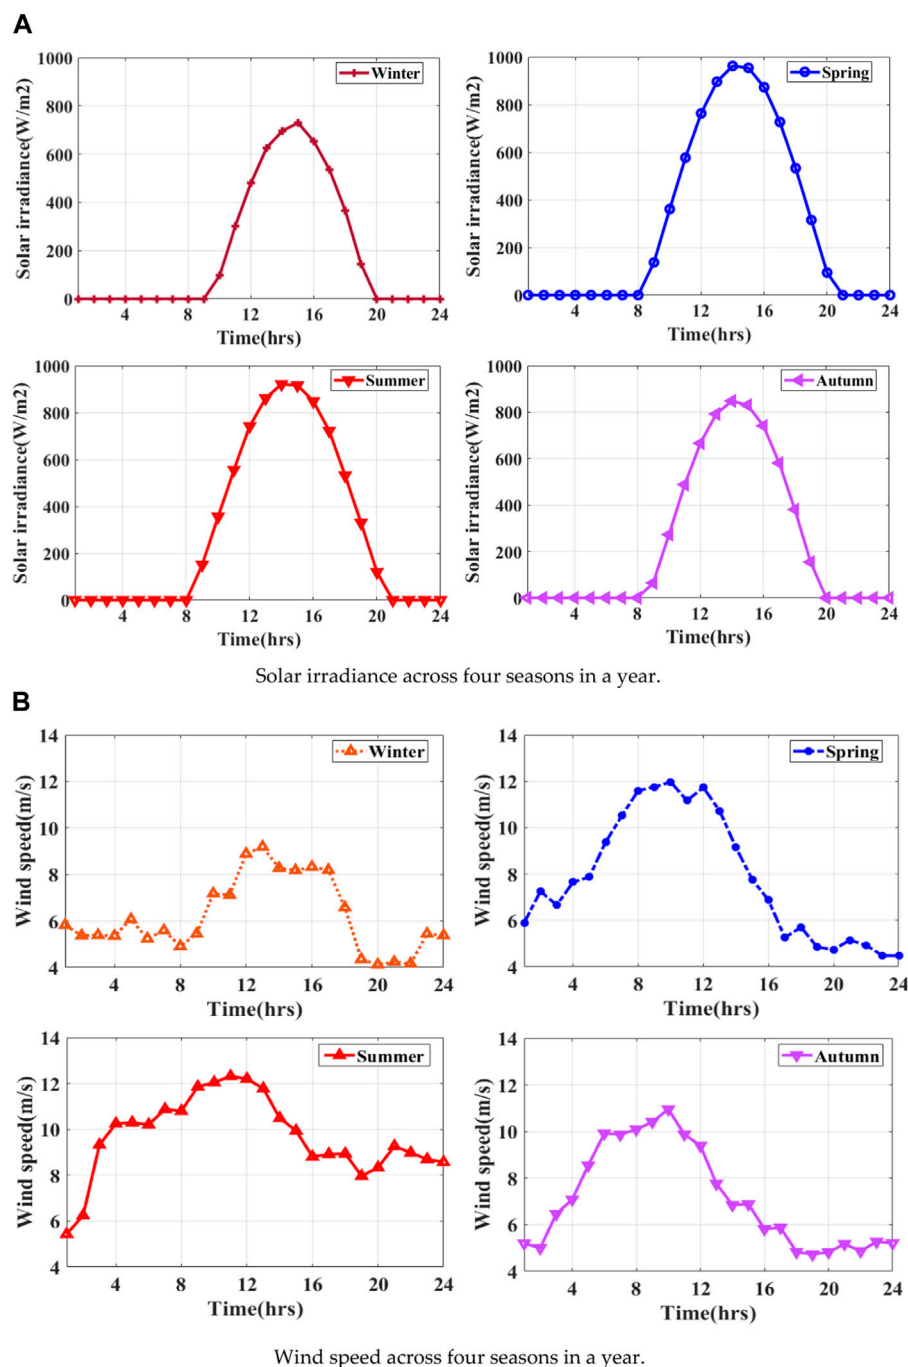 A
Winter
1000
800
600
400
200
0
Solar irradiance(W/m2)
4 8 12 16 20 24
Time(hrs)
Spring
1000
800
600
400
200
0
Solar irradiance(W/m2)
4 8 12 16 20 24
Time(hrs)
Summer
1000
800
600
400
200
0
Solar irradiance(W/m2)
4 8 12 16 20 24
Time(hrs)
Autumn
1000
800
600
400
200
0
Solar irradiance(W/m2)
4 8 12 16 20 24
Time(hrs)
Solar irradiance across four seasons in a year.
B
Winter
14
12
10
8
6
4
Wind speed(m/s)
4 8 12 16 20 24
Time(hrs)
Spring
14
12
10
8
6
4
Wind speed(m/s)
4 8 12 16 20 24
Time(hrs)
Summer
14
12
10
8
6
4
Wind speed(m/s)
4 8 12 16 20 24
Time(hrs)
Autumn
14
12
10
8
6
4
Wind speed(m/s)
4 8 12 16 20 24
Time(hrs)
Wind speed across four seasons in a year.